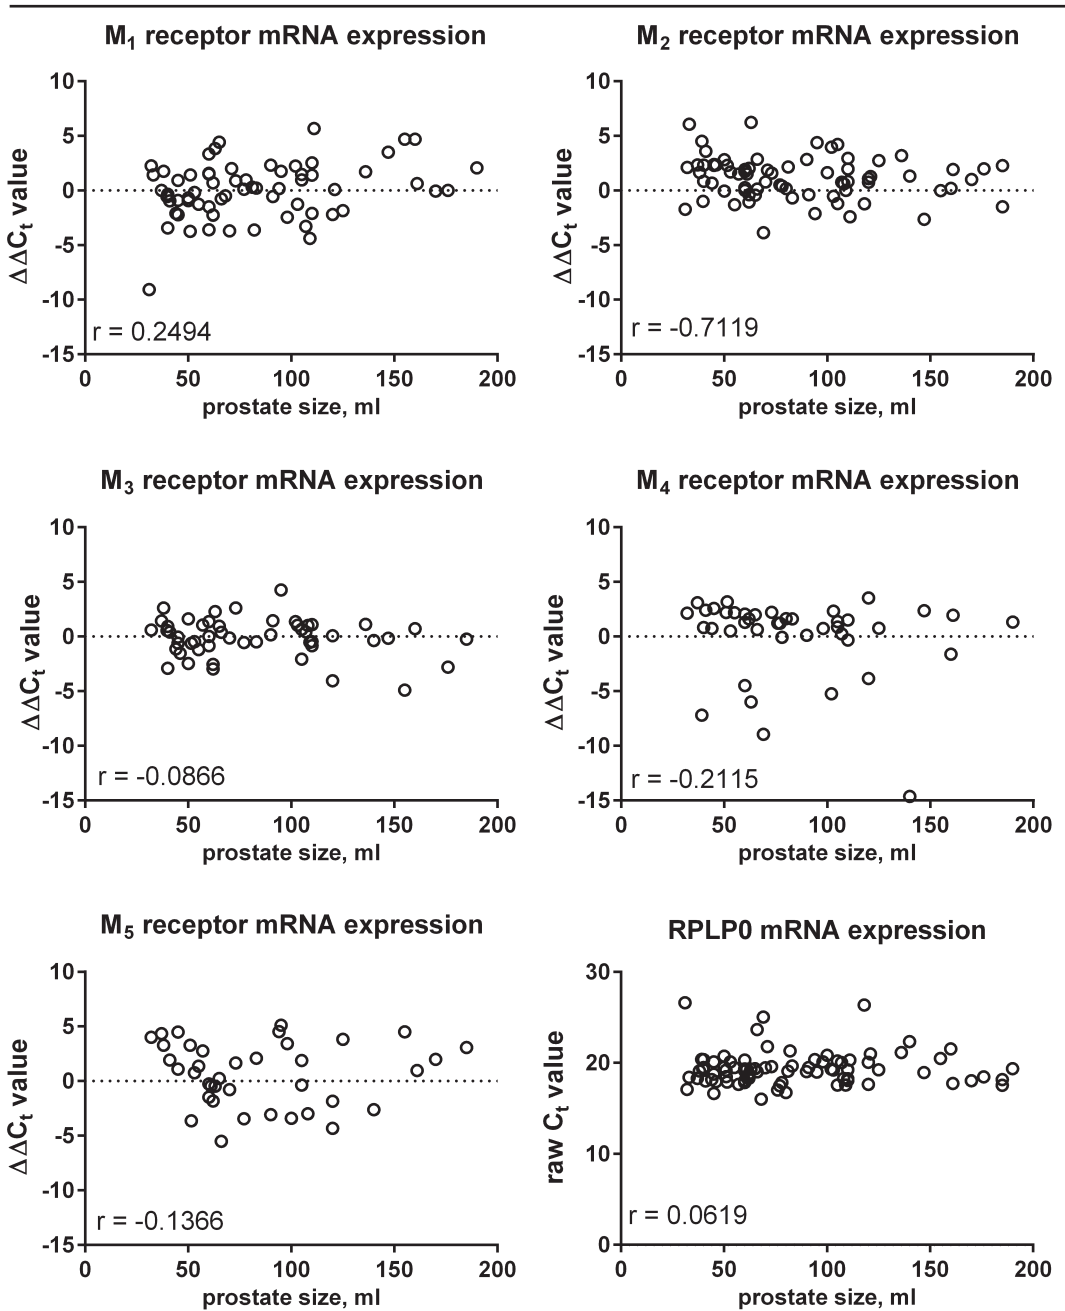 M1 receptor mRNA expression
ΔΔCt value
10
5
0
-5
-10
-15
r = 0.2494
0 50 100 150 200
prostate size, ml
M2 receptor mRNA expression
ΔΔCt value
10
5
0
-5
-10
-15
r = -0.7119
0 50 100 150 200
prostate size, ml
M3 receptor mRNA expression
ΔΔCt value
10
5
0
-5
-10
-15
r = -0.0866
0 50 100 150 200
prostate size, ml
M4 receptor mRNA expression
ΔΔCt value
10
5
0
-5
-10
-15
r = -0.2115
0 50 100 150 200
prostate size, ml
M5 receptor mRNA expression
ΔΔCt value
10
5
0
-5
-10
-15
r = -0.1366
0 50 100 150 200
prostate size, ml
RPLP0 mRNA expression
raw Ct value
30
20
10
0
r = 0.0619
0 50 100 150 200
prostate size, ml